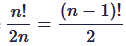 = n!/2n = (n − 1)!/2